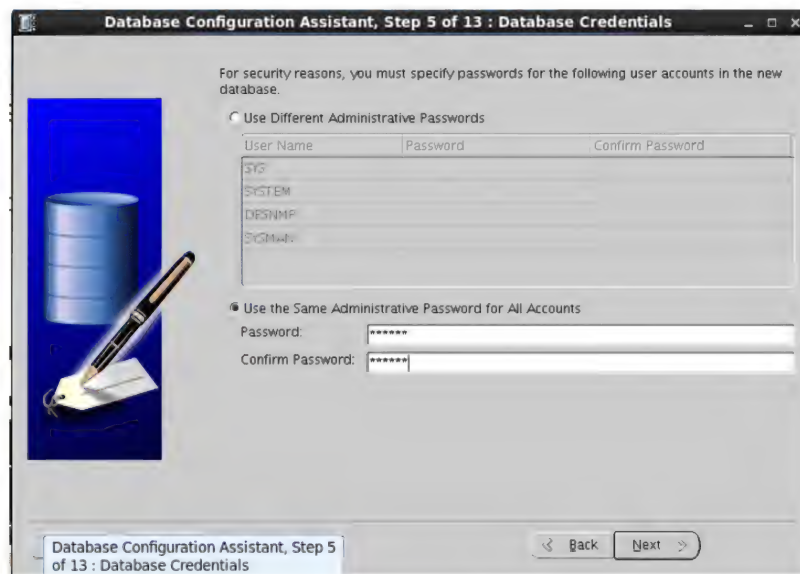 Database Configuration Assistant, Step 5 of 13 : Database Credentials
For security reasons, you must specify passwords for the following user accounts in the new
database.
Use Different Administrative Passwords
User Name Password Confirm Password
SYS
SYSTEM
DBSNMP
SYSMAN
Use the Same Administrative Password for All Accounts
Password: ******
Confirm Password: ******
Back Next
Database Configuration Assistant, Step 5
of 13 : Database Credentials